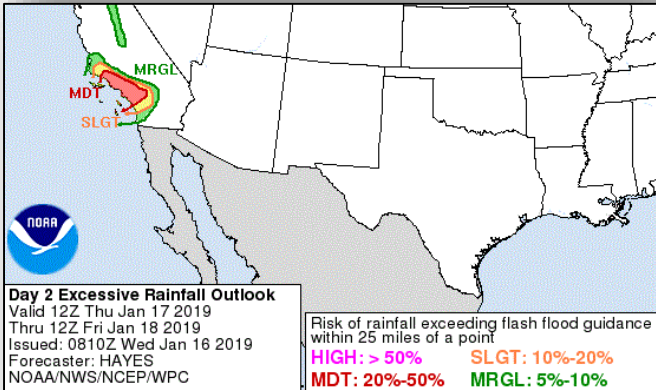 MRGL
MDT
SLGT
NOAA
Day 2 Excessive Rainfall Outlook
Valid 12Z Thu Jan 17 2019
Thru 12Z Fri Jan 18 2019
Issued: 0810Z Wed Jan 16 2019
Forecaster: HAYES
NOAA/NWS/NCEP/WPC
Risk of rainfall exceeding flash flood guidance
within 25 miles of a point
HIGH: > 50% SLGT: 10%-20%
MDT: 20%-50% MRGL: 5%-10%